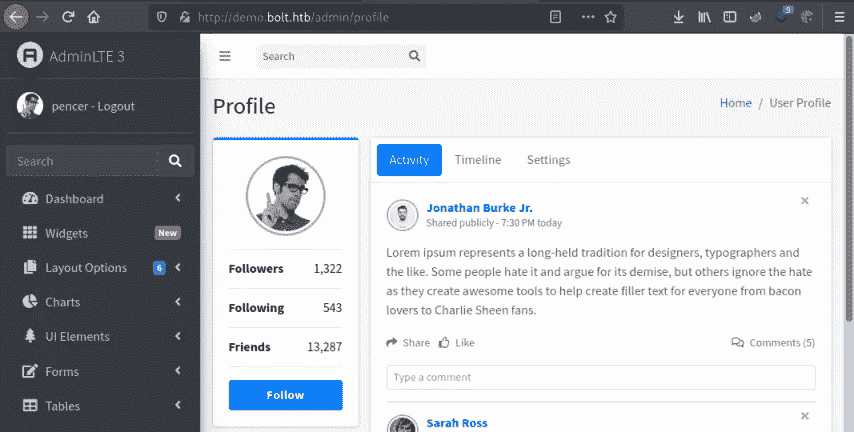 http://demo.bolt.htb/admin/profile
9
AdminLTE 3
pencer - Logout
Search
Dashboard
Widgets New
Layout Options 6
Charts
UI Elements
Forms
Tables
Search
Profile
Home / User Profile
Followers 1,322
Following 543
Friends 13,287
Follow
Activity Timeline Settings
Jonathan Burke Jr.
Shared publicly - 7:30 PM today
Lorem ipsum represents a long-held tradition for designers, typographers and
the like. Some people hate it and argue for its demise, but others ignore the hate
as they create awesome tools to help create filler text for everyone from bacon
lovers to Charlie Sheen fans.
Share Like Comments (5)
Type a comment
Sarah Ross